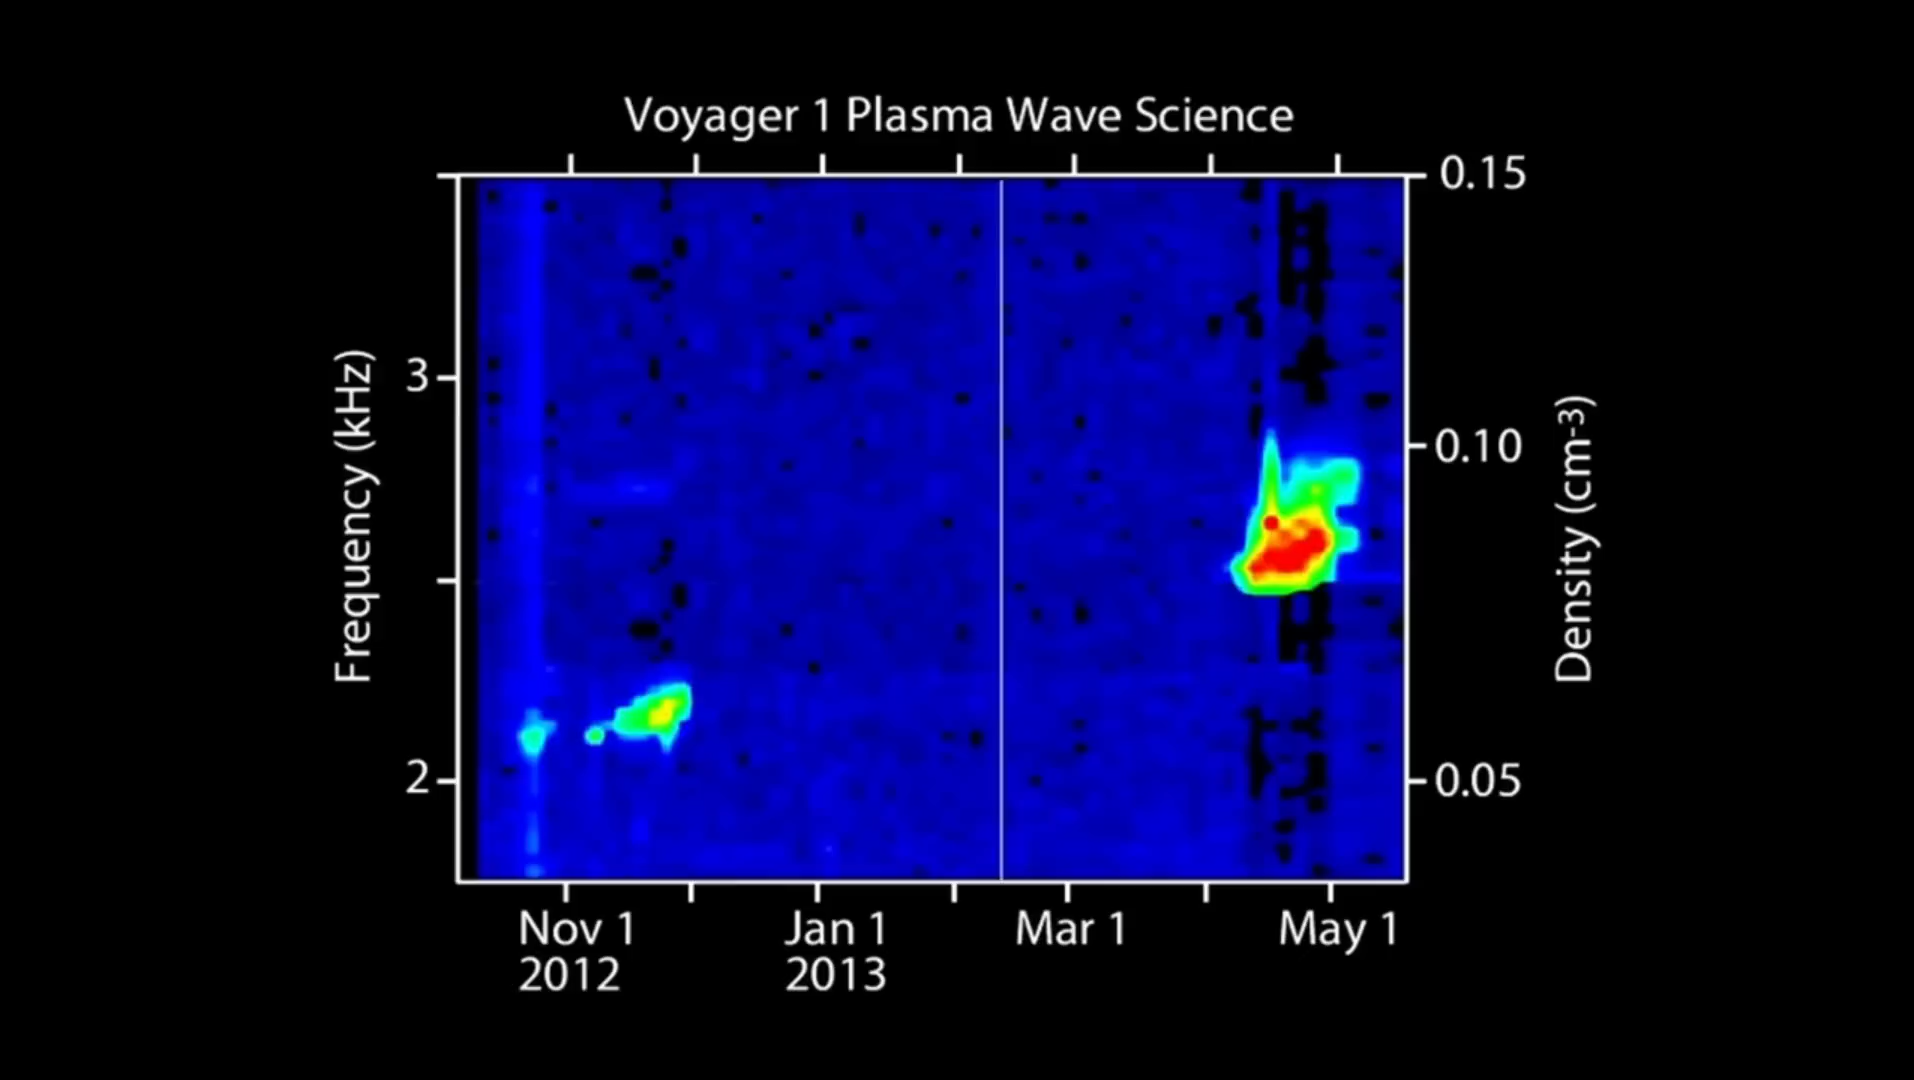 Voyager 1 Plasma Wave Science
0.15
3
0.10
2
0.05
Frequency (kHz)
Density (cm-3)
Nov 1 Jan 1 Mar 1 May 1
2012 2013